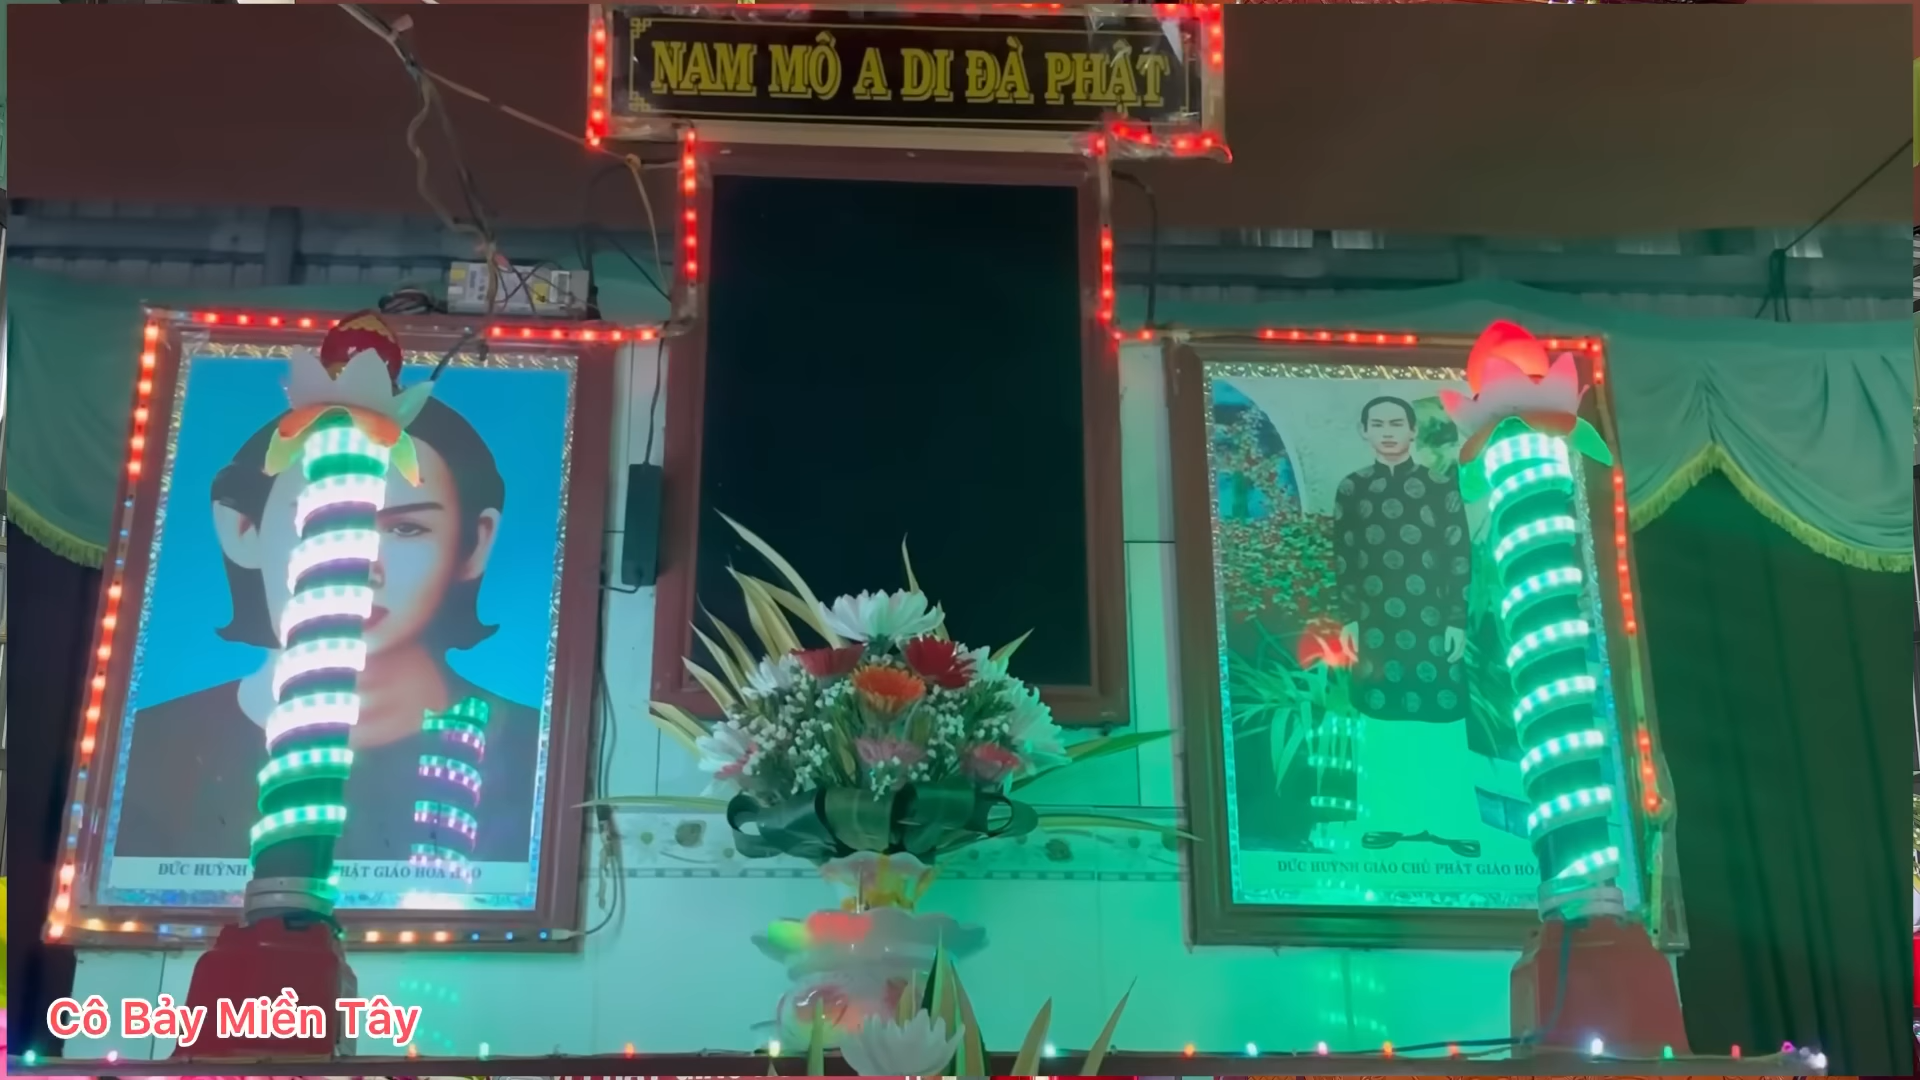 NAM MÔ A DI ĐÀ PHẬT
ĐỨC HUỲNH PHẬT GIÁO HÒA HẢO
ĐỨC HUỲNH GIÁO CHỦ PHẬT GIÁO
Cô Bảy Miền Tây